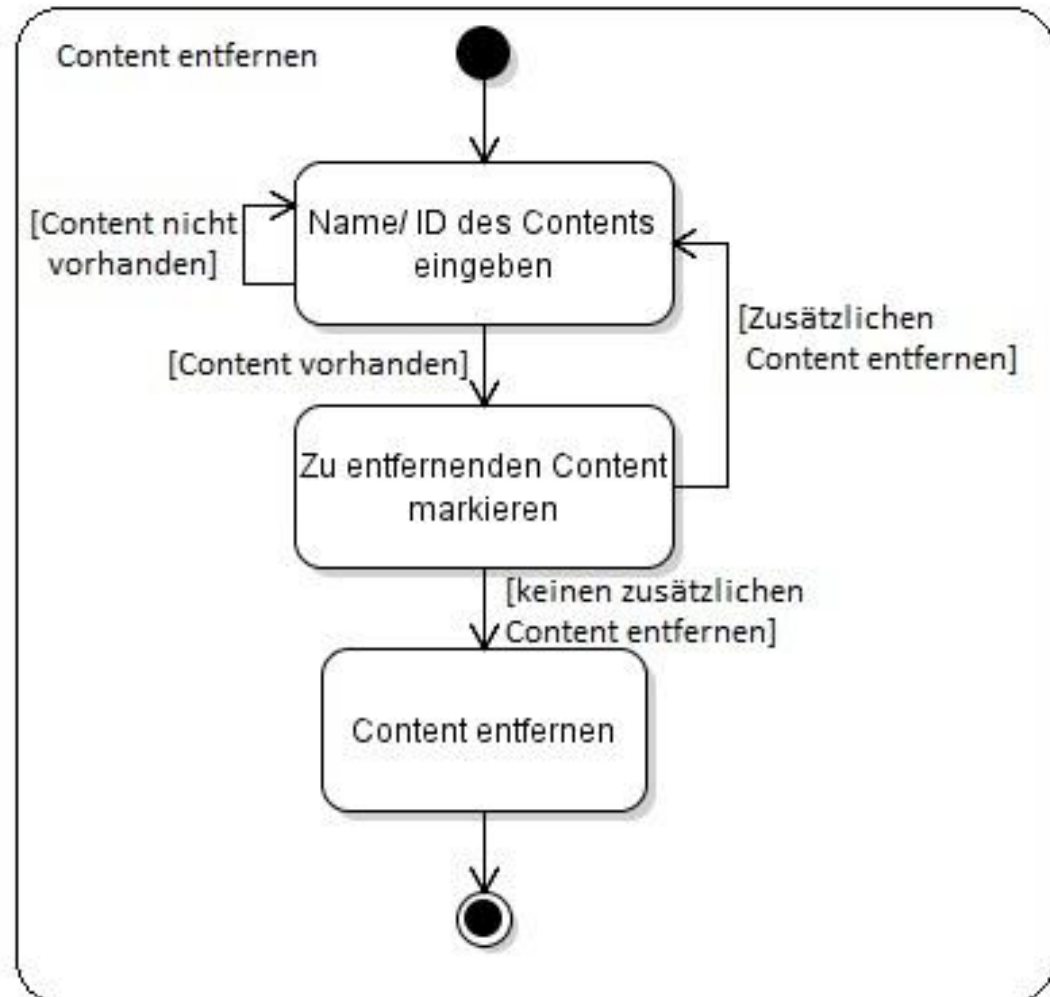 Content entfernen
Name/ ID des Contents
eingeben
[Content nicht
vorhanden]
[Zusätzlichen
Content entfernen]
[Content vorhanden]
Zu entfernenden Content
markieren
[keinen zusätzlichen
Content entfernen]
Content entfernen